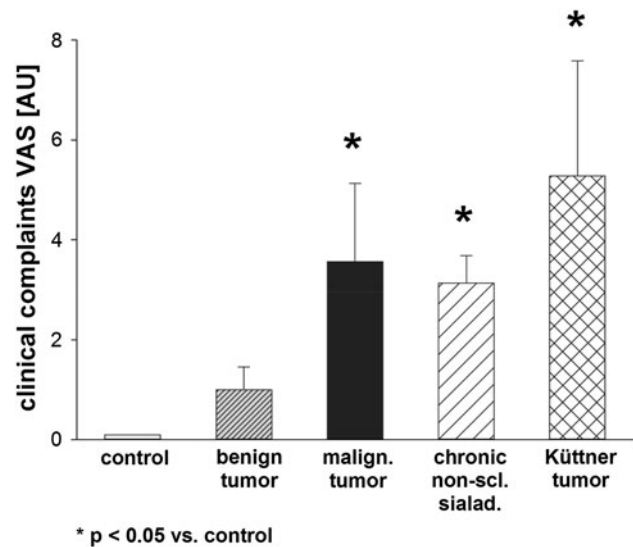 clinical complaints VAS [AU]
8
6
4
2
0
*
*
*
control
benign
tumor
malign.
tumor
chronic
non-scl.
sialad.
Küttner
tumor
* p < 0.05 vs. control